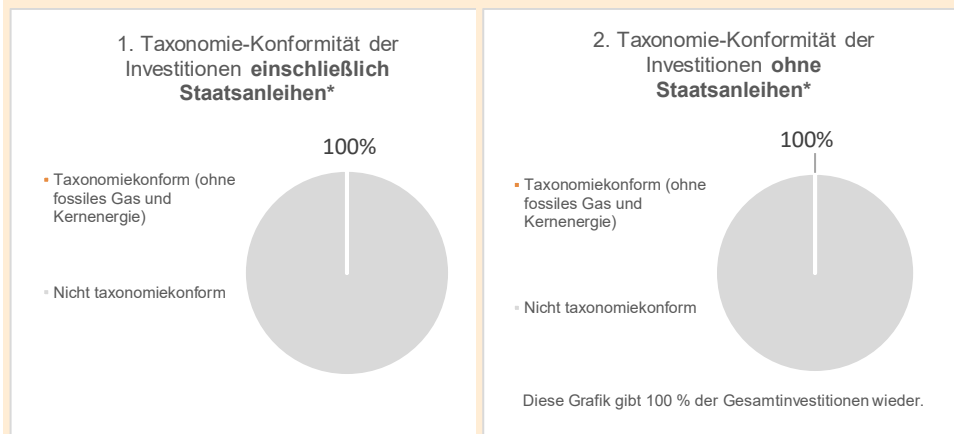 1. Taxonomie-Konformität der
Investitionen einschließlich
Staatsanleihen*
100%
Taxonomiekonform (ohne
fossiles Gas und
Kernenergie)
Nicht taxonomiekonform
2. Taxonomie-Konformität der
Investitionen ohne
Staatsanleihen*
100%
Taxonomiekonform (ohne
fossiles Gas und
Kernenergie)
Nicht taxonomiekonform
Diese Grafik gibt 100 % der Gesamtinvestitionen wieder.